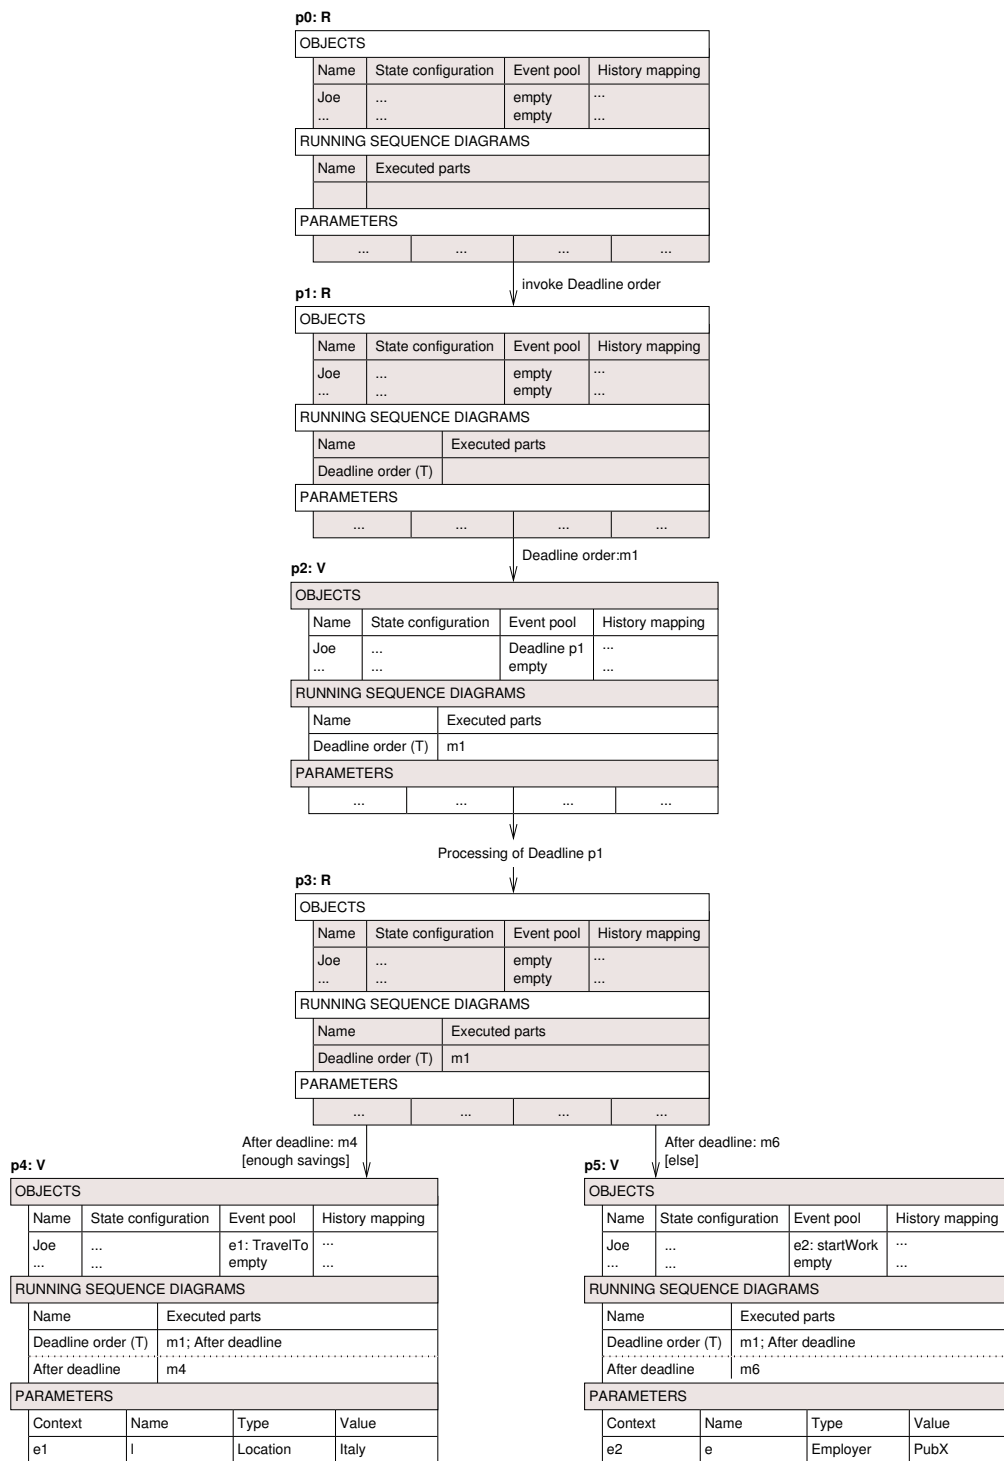 p0: R
OBJECTS
Name State configuration Event pool History mapping
Joe ... empty ...
... ... empty ...
RUNNING SEQUENCE DIAGRAMS
Name Executed parts
PARAMETERS
... ... ... ...
invoke Deadline order
p1: R
OBJECTS
Name State configuration Event pool History mapping
Joe ... empty ...
... ... empty ...
RUNNING SEQUENCE DIAGRAMS
Name Executed parts
Deadline order (T)
PARAMETERS
... ... ... ...
Deadline order:m1
p2: V
OBJECTS
Name State configuration Event pool History mapping
Joe ... Deadline p1 ...
... ... empty ...
RUNNING SEQUENCE DIAGRAMS
Name Executed parts
Deadline order (T) m1
PARAMETERS
... ... ... ...
Processing of Deadline p1
p3: R
OBJECTS
Name State configuration Event pool History mapping
Joe ... empty ...
... ... empty ...
RUNNING SEQUENCE DIAGRAMS
Name Executed parts
Deadline order (T) m1
PARAMETERS
... ... ... ...
After deadline: m4
[enough savings]
p4: V
OBJECTS
Name State configuration Event pool History mapping
Joe ... e1: TravelTo ...
... ... empty ...
RUNNING SEQUENCE DIAGRAMS
Name Executed parts
Deadline order (T) m1; After deadline
After deadline m4
PARAMETERS
Context Name Type Value
e1 l Location Italy
After deadline: m6
[else]
p5: V
OBJECTS
Name State configuration Event pool History mapping
Joe ... e2: startWork ...
... ... empty ...
RUNNING SEQUENCE DIAGRAMS
Name Executed parts
Deadline order (T) m1; After deadline
After deadline m6
PARAMETERS
Context Name Type Value
e2 e Employer PubX